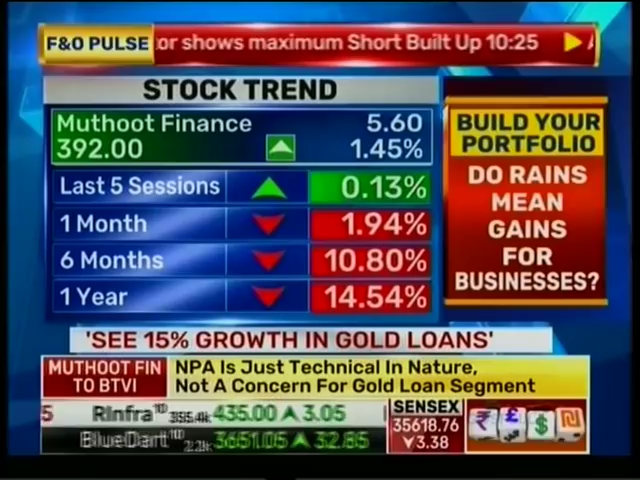 F&O PULSE
tor shows maximum Short Built Up 10:25
STOCK TREND
Muthoot Finance 5.60
392.00 1.45%
Last 5 Sessions 0.13%
1 Month 1.94%
6 Months 10.80%
1 Year 14.54%
BUILD YOUR
PORTFOLIO
DO RAINS
MEAN
GAINS
FOR
BUSINESSES?
'SEE 15% GROWTH IN GOLD LOANS'
MUTHOOT FIN
TO BTVI
NPA Is Just Technical In Nature,
Not A Concern For Gold Loan Segment
5 RInfra 435.00 3.05
BlueDart 3651.05 32.85
SENSEX
35618.76
3.38
₹ £ $ ₪